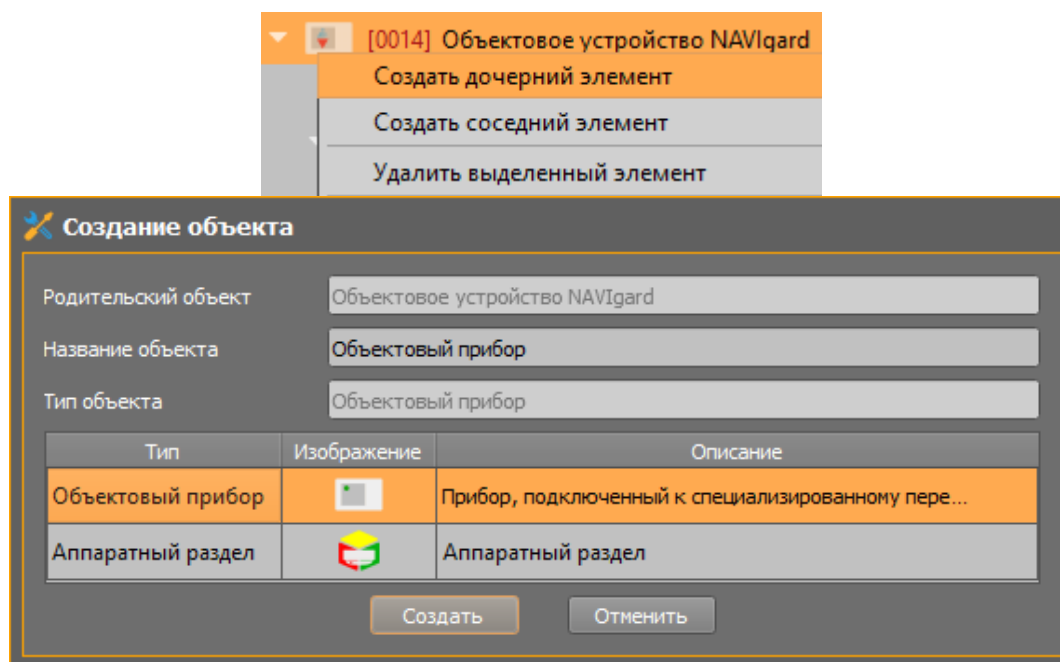 [0014] Объектовое устройство NAVIgard
Создать дочерний элемент
Создать соседний элемент
Удалить выделенный элемент
Создание объекта
Родительский объект Объектовое устройство NAVIgard
Название объекта Объектовый прибор
Тип объекта Объектовый прибор
Тип Изображение Описание
Объектовый прибор Прибор, подключенный к специализированному пере...
Аппаратный раздел Аппаратный раздел
Создать Отменить